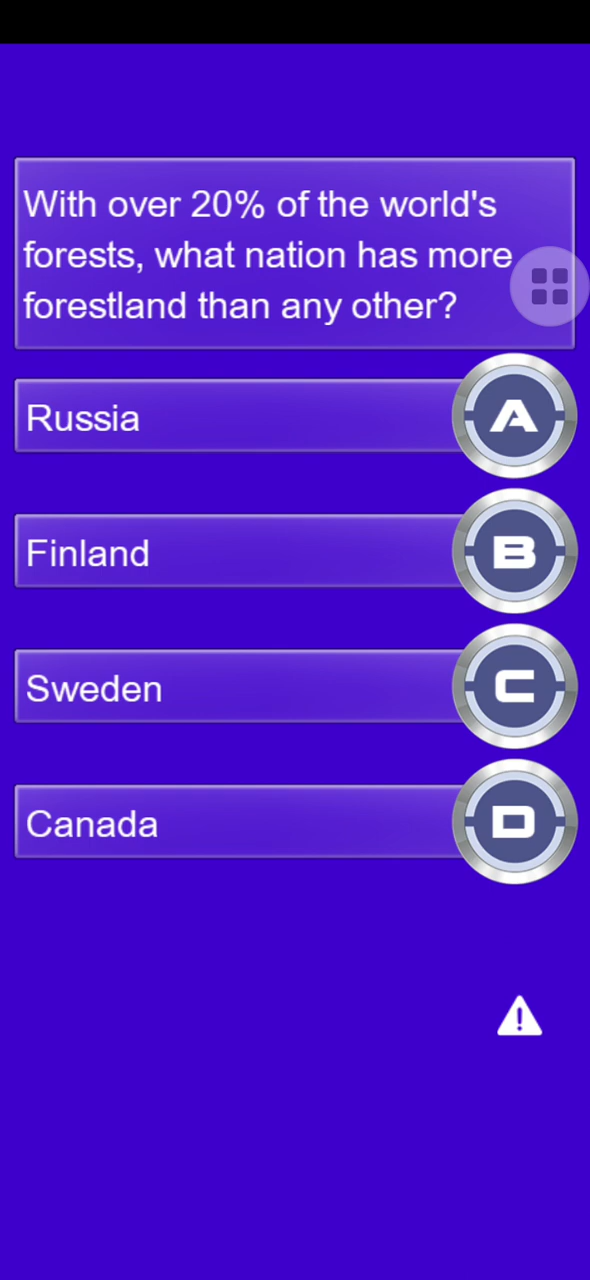 With over 20% of the world's
forests, what nation has more
forestland than any other?
Russia A
Finland B
Sweden C
Canada D